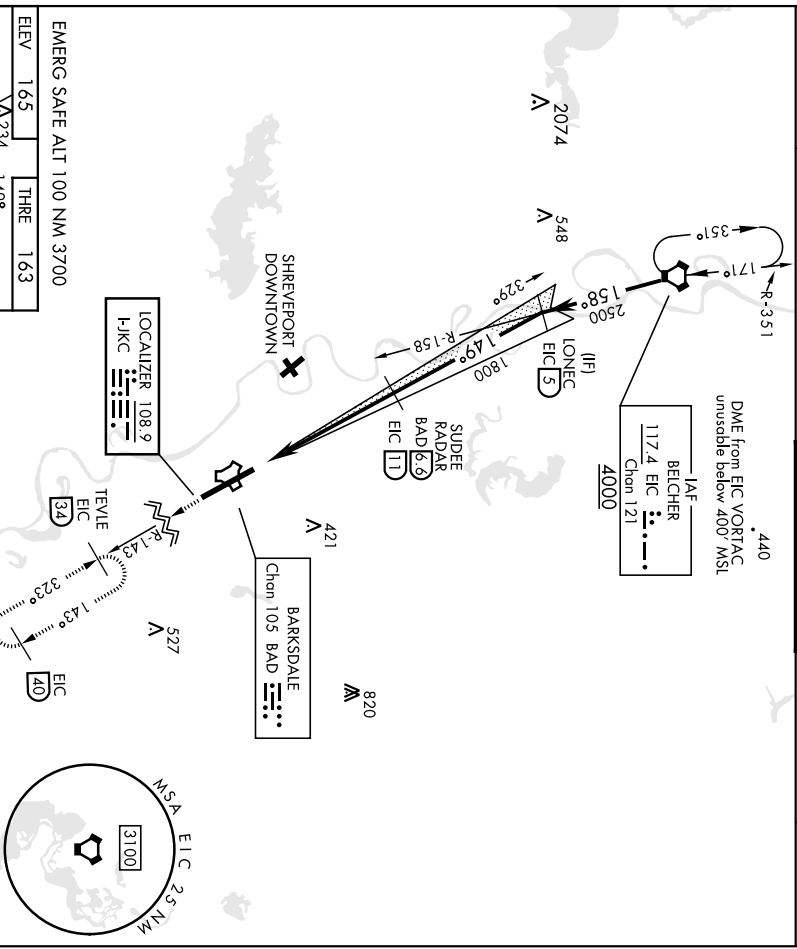 EMERG SAFE ALT 100 NM 3700
ELEV 165
THRE 163
234
149°
2074
548
351°
171°
R-351
158°
2500
329°
R-158
149°
1800
(IF)
LONEC
EIC 5
SUDEE
RADAR
BAD 6.6
EIC 11
DME from EIC VORTAC
unusable below 400' MSL
440
IAF
BELCHER
117.4 EIC
Chan 121
4000
SHREVEPORT
DOWNTOWN
LOCALIZER 108.9
I-JKC
421
BARKSDALE
Chan 105 BAD
820
527
R-143
TEVLE
EIC
34
323°
143°
EIC
40
MSA EIC 25 NM
3100